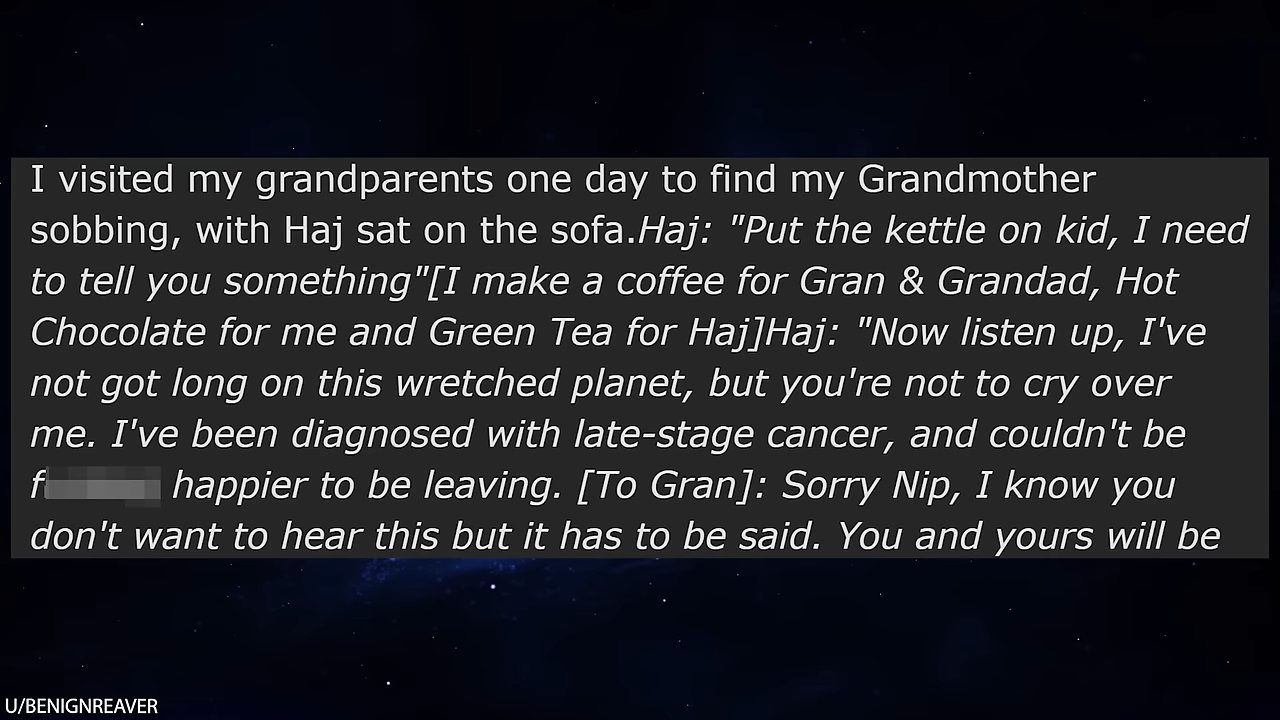 I visited my grandparents one day to find my Grandmother
sobbing, with Haj sat on the sofa.Haj: "Put the kettle on kid, I need
to tell you something"[I make a coffee for Gran & Grandad, Hot
Chocolate for me and Green Tea for Haj]Haj: "Now listen up, I've
not got long on this wretched planet, but you're not to cry over
me. I've been diagnosed with late-stage cancer, and couldn't be
f happier to be leaving. [To Gran]: Sorry Nip, I know you
don't want to hear this but it has to be said. You and yours will be
U/BENIGNREAVER